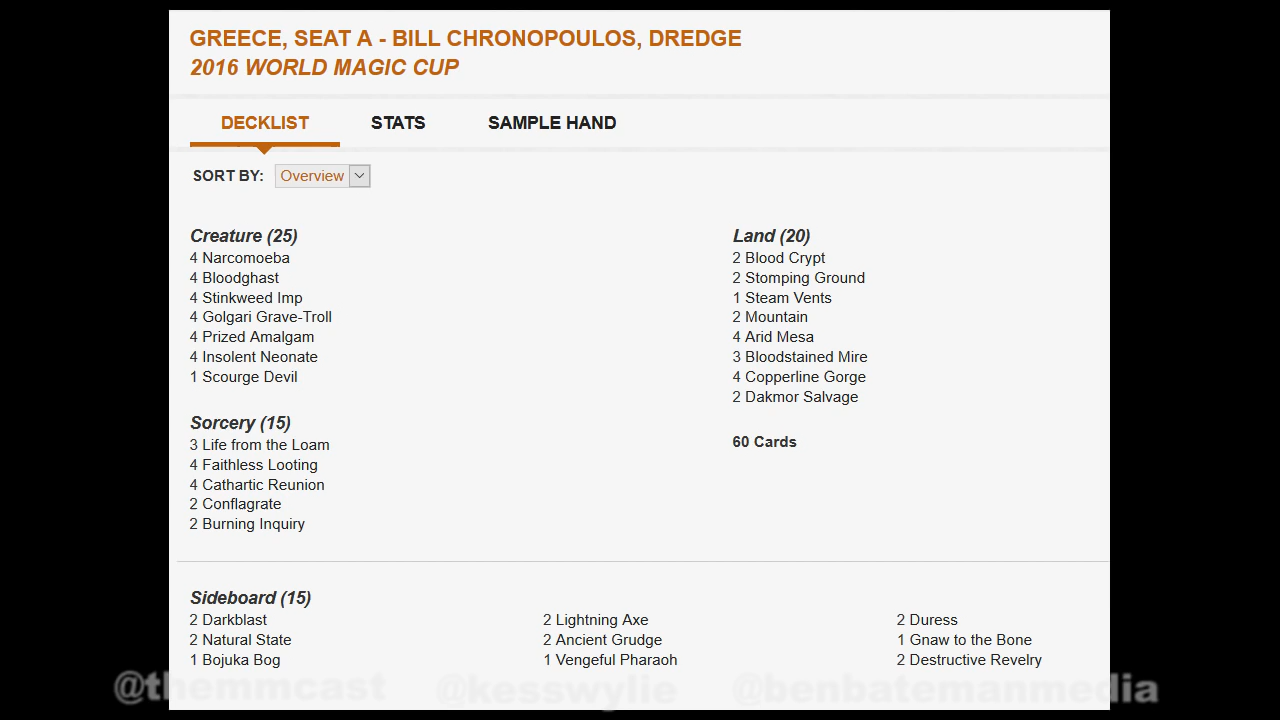 GREECE, SEAT A - BILL CHRONOPOULOS, DREDGE
2016 WORLD MAGIC CUP
DECKLIST
STATS
SAMPLE HAND
SORT BY: Overview
Creature (25)
4 Narcomoeba
4 Bloodghast
4 Stinkweed Imp
4 Golgari Grave-Troll
4 Prized Amalgam
4 Insolent Neonate
1 Scourge Devil
Sorcery (15)
3 Life from the Loam
4 Faithless Looting
4 Cathartic Reunion
2 Conflagrate
2 Burning Inquiry
Land (20)
2 Blood Crypt
2 Stomping Ground
1 Steam Vents
2 Mountain
4 Arid Mesa
3 Bloodstained Mire
4 Copperline Gorge
2 Dakmor Salvage
60 Cards
Sideboard (15)
2 Darkblast
2 Natural State
1 Bojuka Bog
2 Lightning Axe
2 Ancient Grudge
1 Vengeful Pharaoh
2 Duress
1 Gnaw to the Bone
2 Destructive Revelry
@themmcast @kesswylie @benbatemanmedia